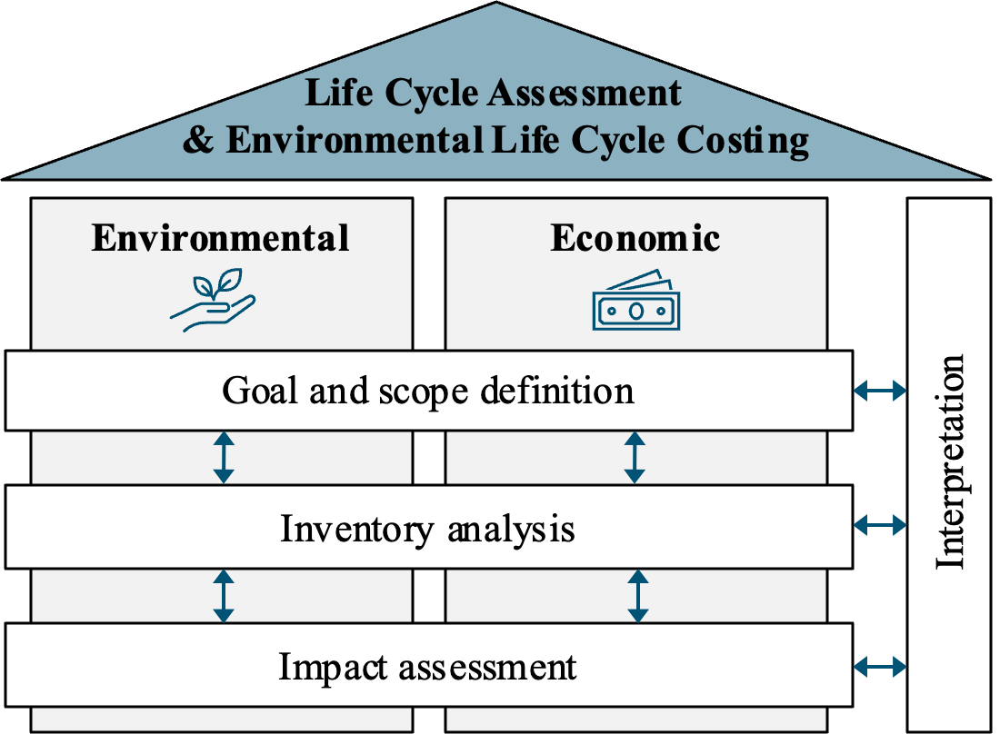 Life Cycle Assessment
& Environmental Life Cycle Costing
Environmental
Economic
Goal and scope definition
Inventory analysis
Impact assessment
Interpretation